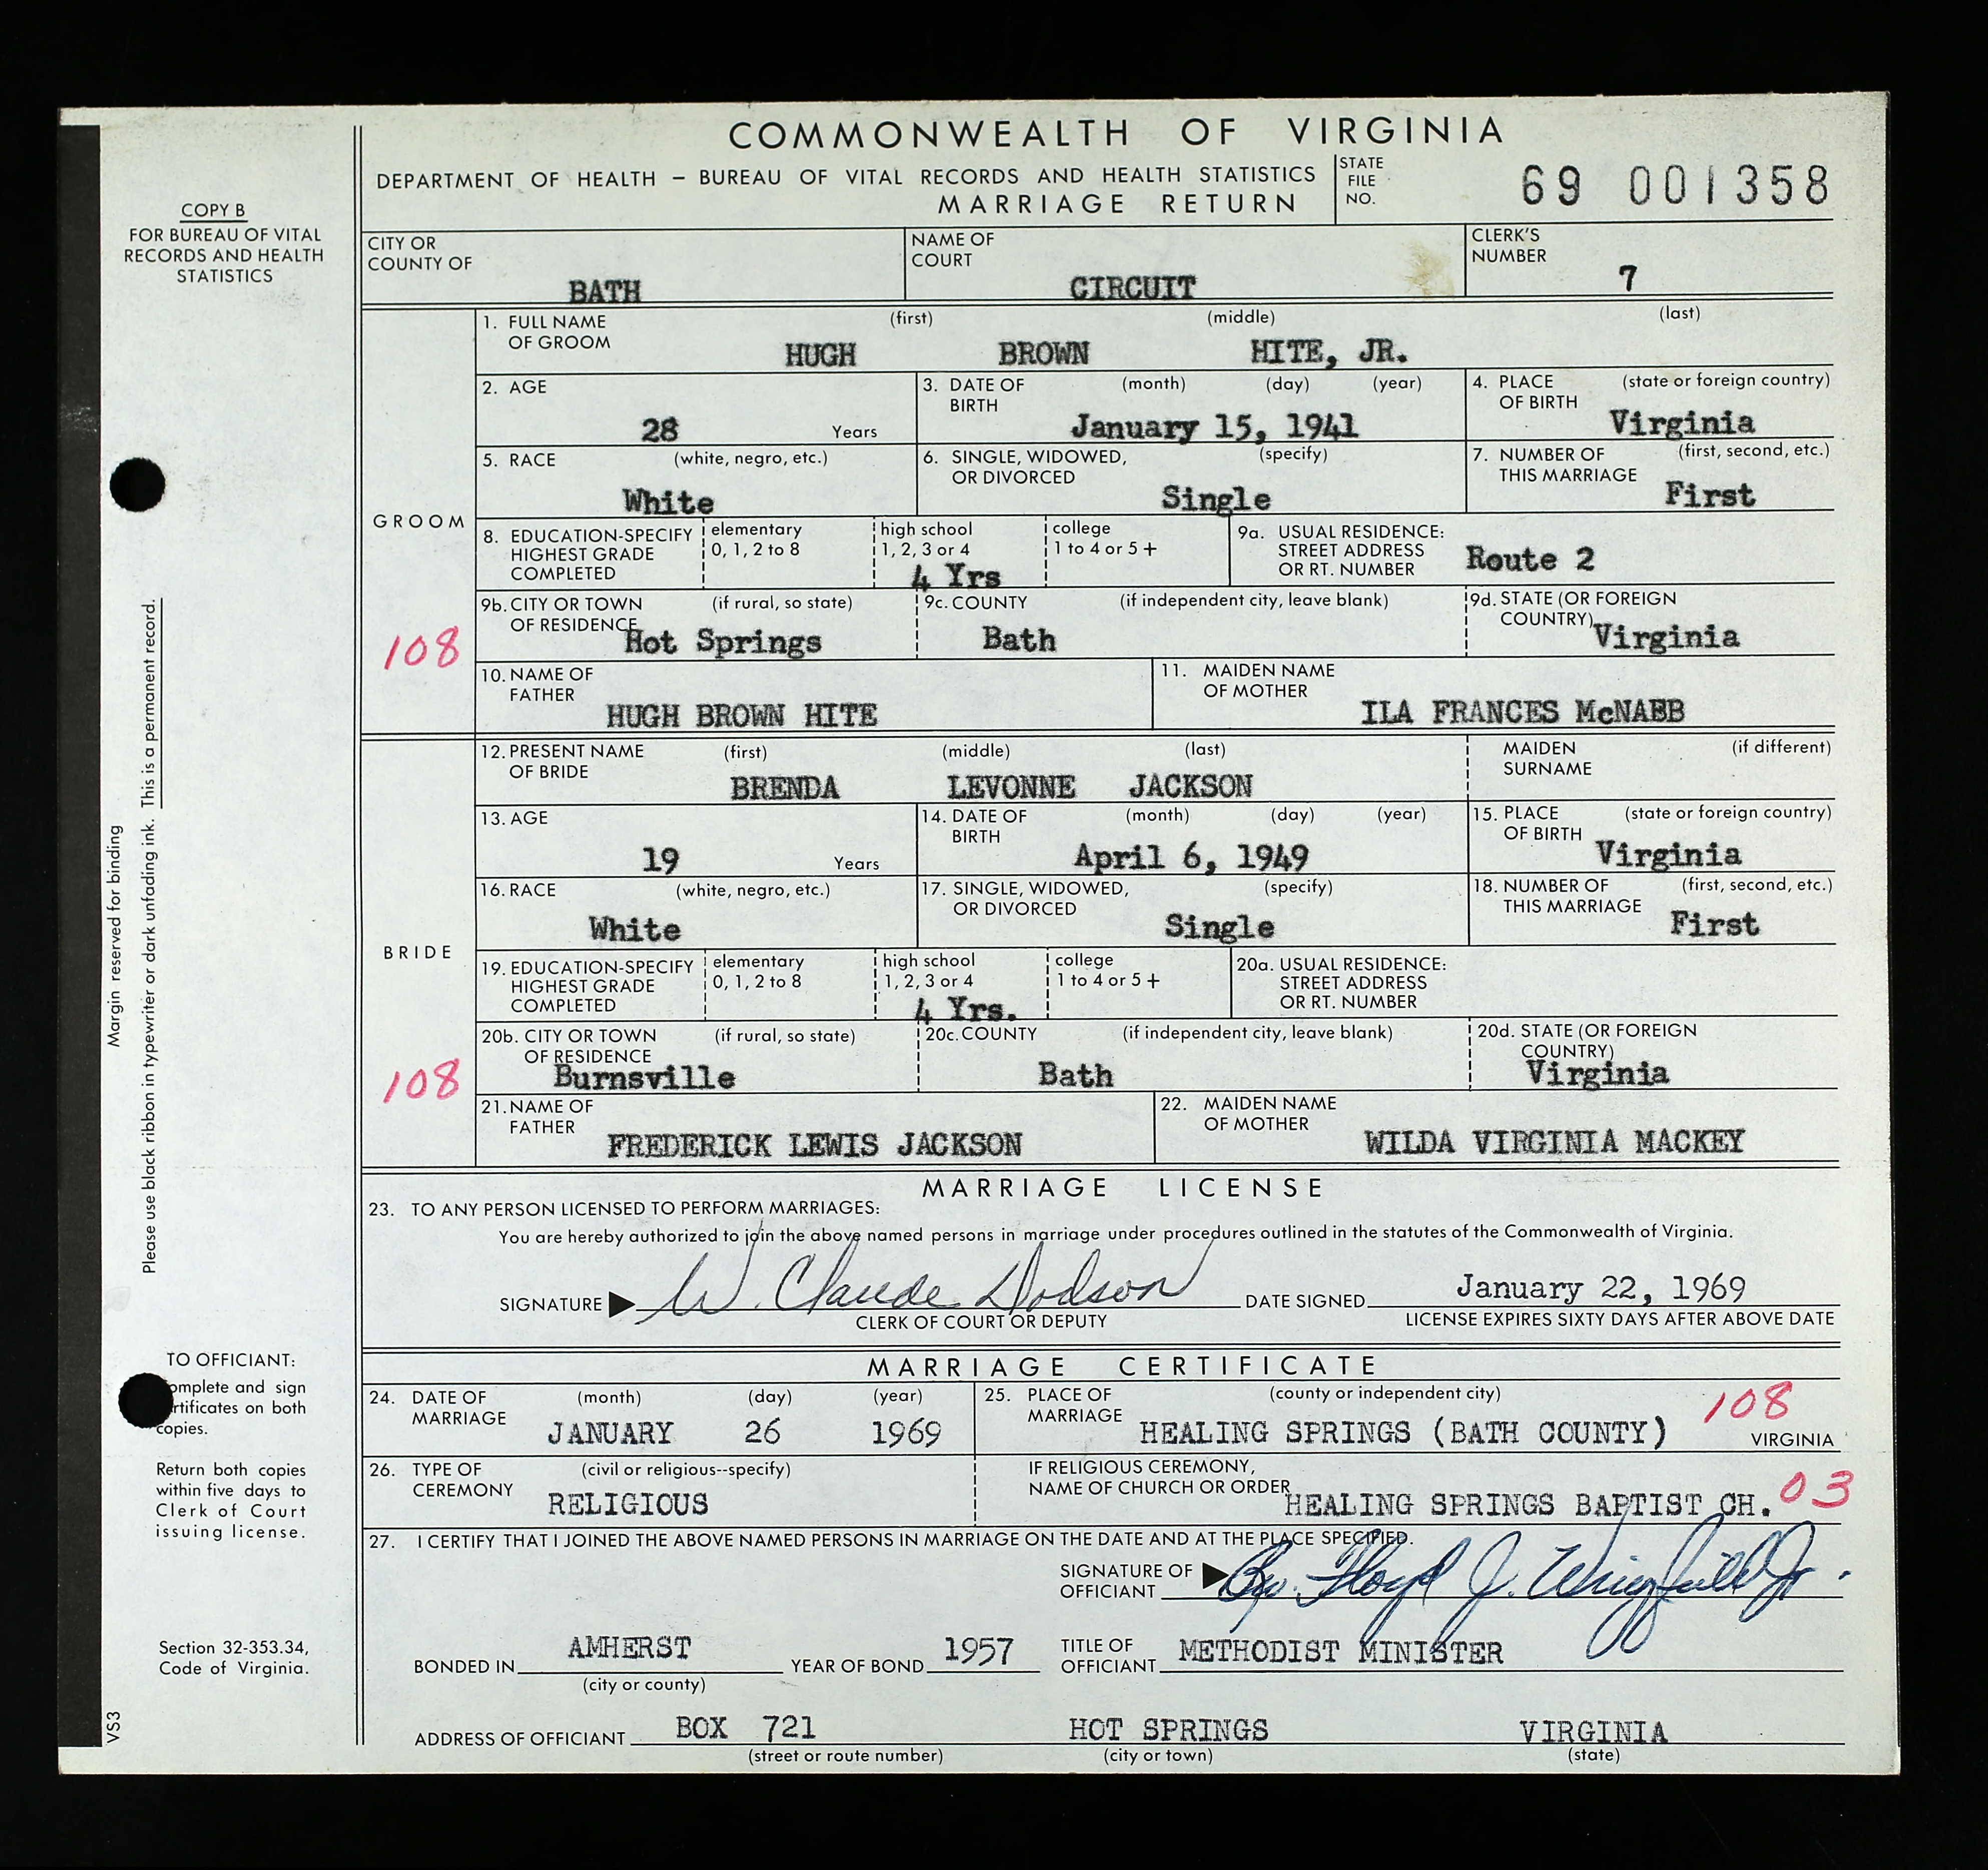 COMMONWEALTH OF VIRGINIA
DEPARTMENT OF HEALTH – BUREAU OF VITAL RECORDS AND HEALTH STATISTICS
MARRIAGE RETURN
STATE FILE NO. 69 001358
COPY B
FOR BUREAU OF VITAL
RECORDS AND HEALTH
STATISTICS
CITY OR COUNTY OF BATH
NAME OF COURT CIRCUIT
CLERK'S NUMBER 7
GROOM
108
1. FULL NAME OF GROOM (first) (middle) (last)
HUGH BROWN HITE, JR.
2. AGE 28 Years
3. DATE OF BIRTH (month) (day) (year) January 15, 1941
4. PLACE OF BIRTH (state or foreign country) Virginia
5. RACE (white, negro, etc.) White
6. SINGLE, WIDOWED, OR DIVORCED (specify) Single
7. NUMBER OF THIS MARRIAGE (first, second, etc.) First
8. EDUCATION-SPECIFY HIGHEST GRADE COMPLETED
elementary 0, 1, 2 to 8
high school 1, 2, 3 or 4 4 Yrs
college 1 to 4 or 5 +
9a. USUAL RESIDENCE: STREET ADDRESS OR RT. NUMBER Route 2
9b. CITY OR TOWN OF RESIDENCE (if rural, so state) Hot Springs
9c. COUNTY (if independent city, leave blank) Bath
9d. STATE (OR FOREIGN COUNTRY) Virginia
10. NAME OF FATHER HUGH BROWN HITE
11. MAIDEN NAME OF MOTHER ILA FRANCES McNABB
BRIDE
108
12. PRESENT NAME OF BRIDE (first) (middle) (last)
BRENDA LEVONNE JACKSON
MAIDEN SURNAME (if different)
13. AGE 19 Years
14. DATE OF BIRTH (month) (day) (year) April 6, 1949
15. PLACE OF BIRTH (state or foreign country) Virginia
16. RACE (white, negro, etc.) White
17. SINGLE, WIDOWED, OR DIVORCED (specify) Single
18. NUMBER OF THIS MARRIAGE (first, second, etc.) First
19. EDUCATION-SPECIFY HIGHEST GRADE COMPLETED
elementary 0, 1, 2 to 8
high school 1, 2, 3 or 4 4 Yrs.
college 1 to 4 or 5 +
20a. USUAL RESIDENCE: STREET ADDRESS OR RT. NUMBER
20b. CITY OR TOWN OF RESIDENCE (if rural, so state) Burnsville
20c. COUNTY (if independent city, leave blank) Bath
20d. STATE (OR FOREIGN COUNTRY) Virginia
21. NAME OF FATHER FREDERICK LEWIS JACKSON
22. MAIDEN NAME OF MOTHER WILDA VIRGINIA MACKEY
Margin reserved for binding
Please use black ribbon in typewriter or dark unfading ink. This is a permanent record.
MARRIAGE LICENSE
23. TO ANY PERSON LICENSED TO PERFORM MARRIAGES:
You are hereby authorized to join the above named persons in marriage under procedures outlined in the statutes of the Commonwealth of Virginia.
SIGNATURE W. Claude Dodson DATE SIGNED January 22, 1969
CLERK OF COURT OR DEPUTY LICENSE EXPIRES SIXTY DAYS AFTER ABOVE DATE
MARRIAGE CERTIFICATE
24. DATE OF MARRIAGE (month) (day) (year) JANUARY 26 1969
25. PLACE OF MARRIAGE (county or independent city) HEALING SPRINGS (BATH COUNTY) 108 VIRGINIA
26. TYPE OF CEREMONY (civil or religious--specify) RELIGIOUS
IF RELIGIOUS CEREMONY, NAME OF CHURCH OR ORDER HEALING SPRINGS BAPTIST CH. 03
27. I CERTIFY THAT I JOINED THE ABOVE NAMED PERSONS IN MARRIAGE ON THE DATE AND AT THE PLACE SPECIFIED.
SIGNATURE OF OFFICIANT Rev. Floyd J. Wingfield Jr.
BONDED IN AMHERST (city or county) YEAR OF BOND 1957
TITLE OF OFFICIANT METHODIST MINISTER
ADDRESS OF OFFICIANT BOX 721 HOT SPRINGS VIRGINIA
(street or route number) (city or town) (state)
TO OFFICIANT:
omplete and sign
rtificates on both
copies.
Return both copies
within five days to
Clerk of Court
issuing license.
Section 32-353.34,
Code of Virginia.
VS3